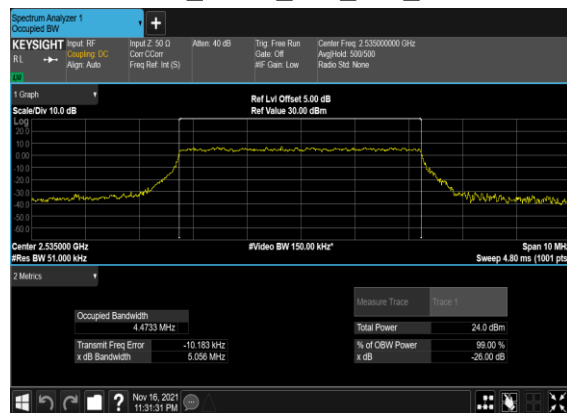 Spectrum Analyzer 1
Occupied BW
+
KEYSIGHT
RL
Input: RF
Coupling: DC
Align: Auto
Input Z: 50 Ω
Corr CCorr
Freq Ref: Int (S)
Atten: 40 dB
Trig: Free Run
Gate: Off
#IF Gain: Low
Center Freq: 2.535000000 GHz
Avg|Hold: 500/500
Radio Std: None
1 Graph
Scale/Div 10.0 dB
Ref Lvl Offset 5.00 dB
Ref Value 30.00 dBm
Log
20.0
10.0
0.00
-10.0
-20.0
-30.0
-40.0
-50.0
-60.0
Center 2.535000 GHz
#Res BW 51.000 kHz
#Video BW 150.00 kHz*
Span 10 MHz
Sweep 4.80 ms (1001 pts)
2 Metrics
Measure Trace Trace 1
Occupied Bandwidth
4.4733 MHz
Total Power 24.0 dBm
Transmit Freq Error -10.183 kHz
% of OBW Power 99.00 %
x dB Bandwidth 5.056 MHz
x dB -26.00 dB
?
Nov 16, 2021
11:31:31 PM